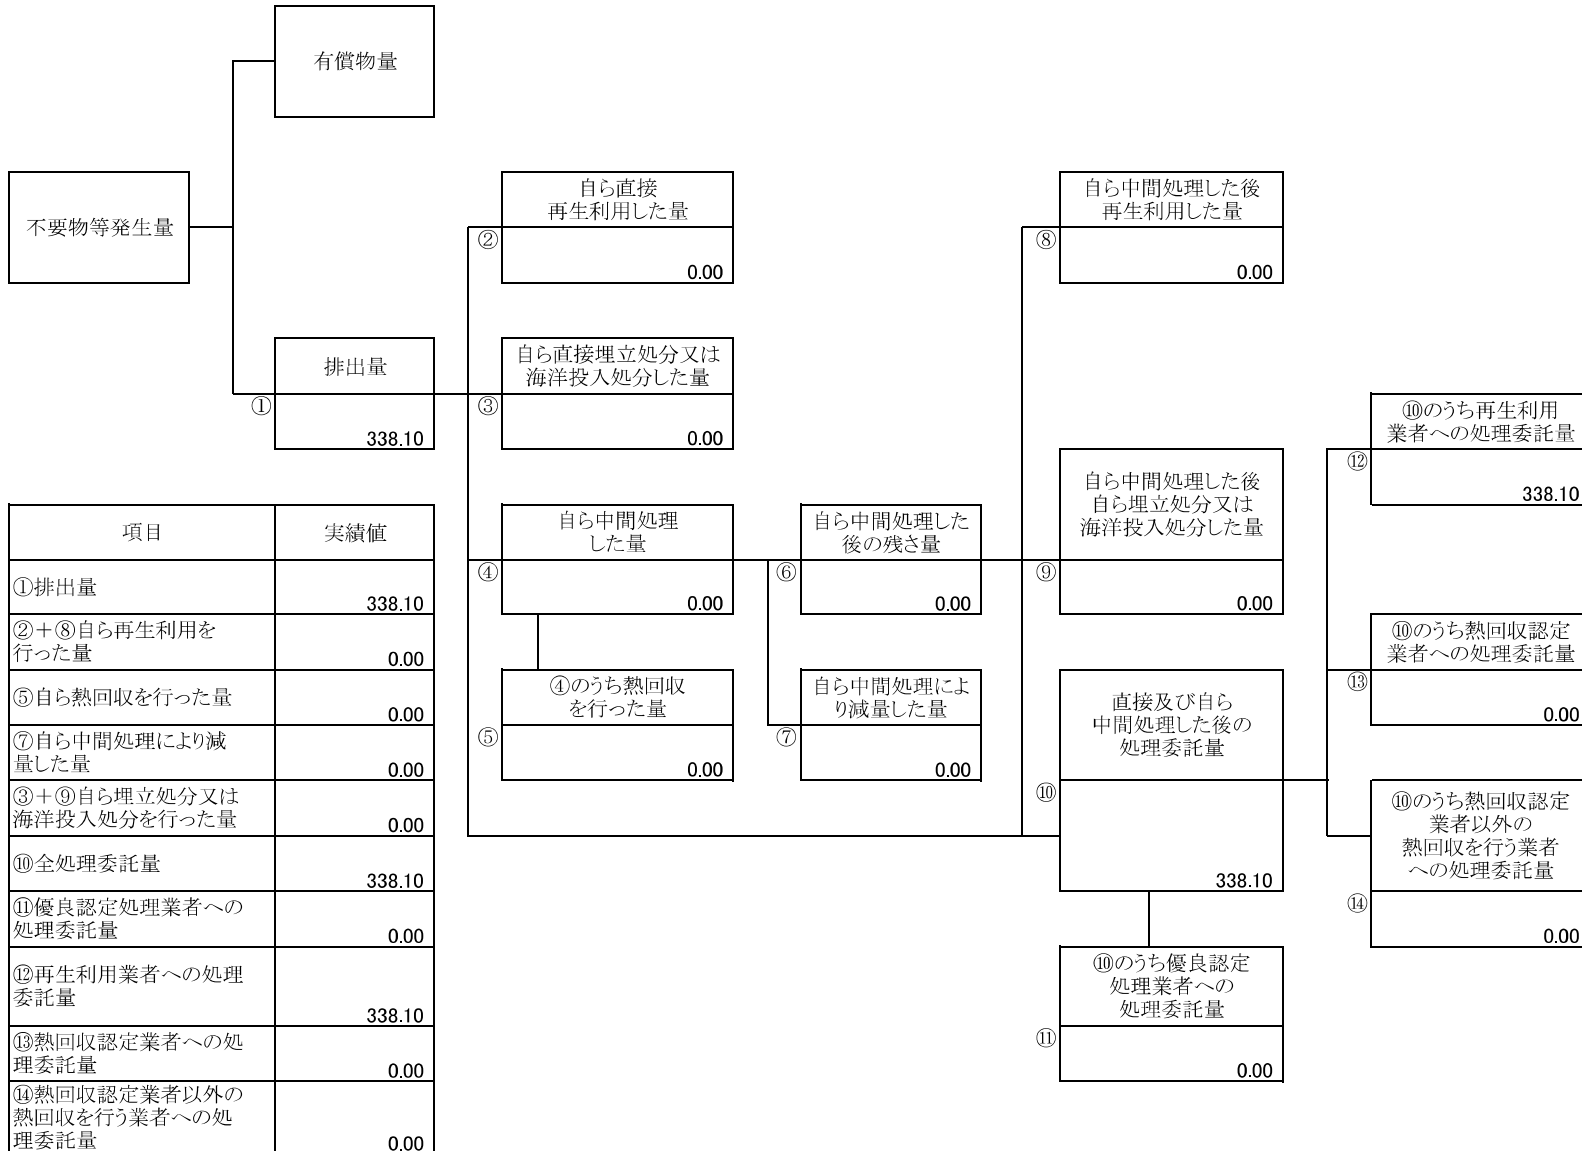 有償物量
不要物等発生量
自ら直接
再生利用した量
②
0.00
自ら中間処理した後
再生利用した量
⑧
0.00
排出量
①
338.10
自ら直接埋立処分又は
海洋投入処分した量
③
0.00
⑩のうち再生利用
業者への処理委託量
⑫
338.10
自ら中間処理
した量
④
0.00
自ら中間処理した
後の残さ量
⑥
0.00
自ら中間処理した後
自ら埋立処分又は
海洋投入処分した量
⑨
0.00
⑩のうち熱回収認定
業者への処理委託量
⑬
0.00
④のうち熱回収
を行った量
⑤
0.00
自ら中間処理によ
り減量した量
⑦
0.00
直接及び自ら
中間処理した後の
処理委託量
⑩
338.10
⑩のうち熱回収認定
業者以外の
熱回収を行う業者
への処理委託量
⑭
0.00
⑩のうち優良認定
処理業者への
処理委託量
⑪
0.00
項目 実績値
①排出量
338.10
②+⑧自ら再生利用を
行った量
0.00
⑤自ら熱回収を行った量
0.00
⑦自ら中間処理により減
量した量
0.00
③+⑨自ら埋立処分又は
海洋投入処分を行った量
0.00
⑩全処理委託量
338.10
⑪優良認定処理業者への
処理委託量
0.00
⑫再生利用業者への処理
委託量
338.10
⑬熱回収認定業者への処
理委託量
0.00
⑭熱回収認定業者以外の
熱回収を行う業者への処
理委託量
0.00